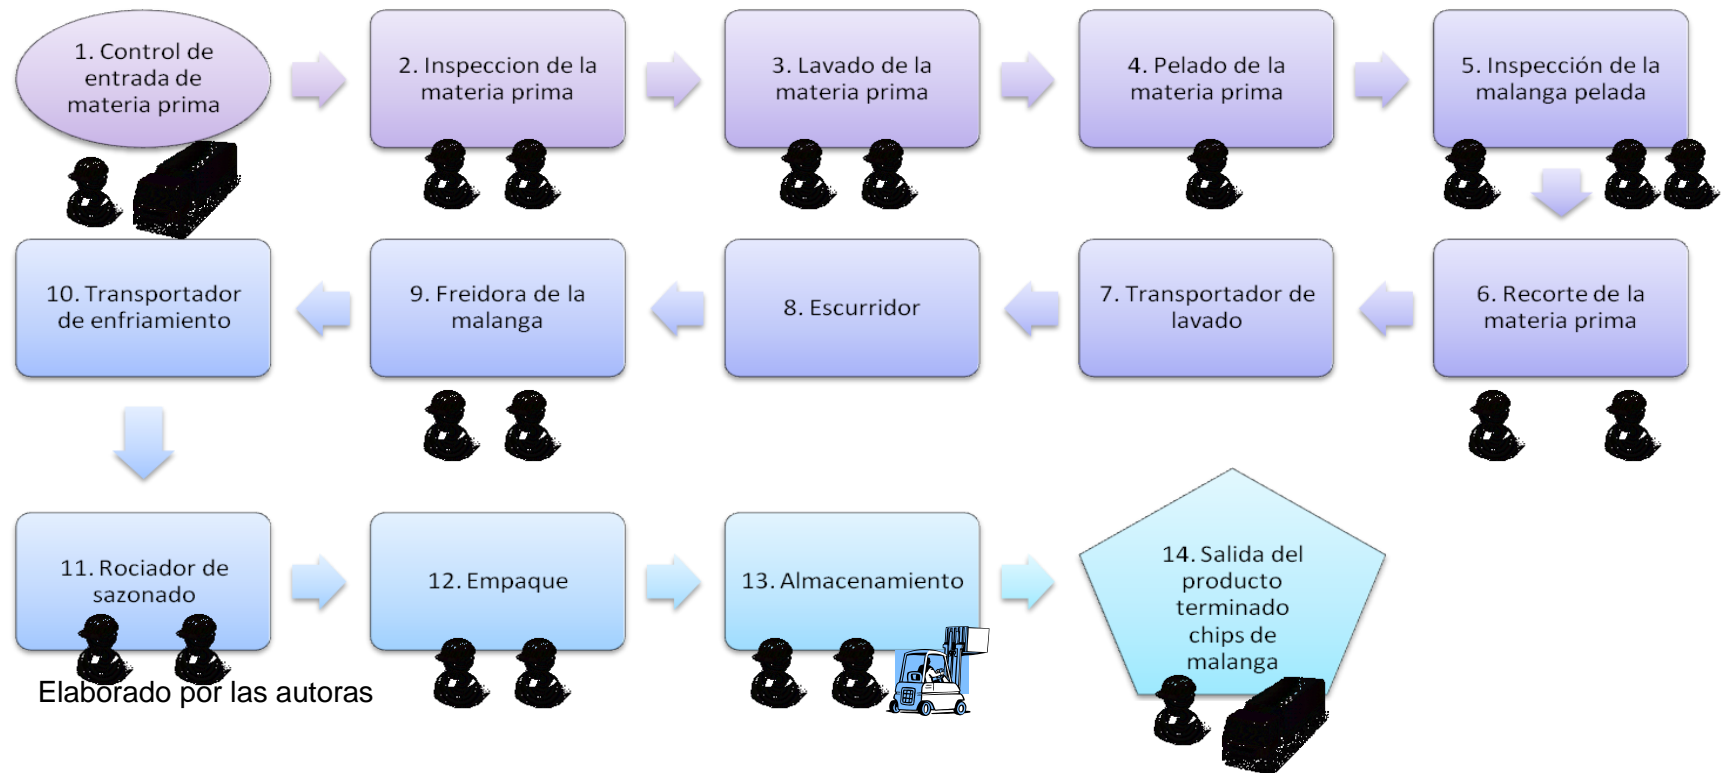 1. Control de
entrada de
materia prima
2. Inspeccion de la
materia prima
3. Lavado de la
materia prima
4. Pelado de la
materia prima
5. Inspección de la
malanga pelada
10. Transportador
de enfriamiento
9. Freidora de la
malanga
8. Escurridor
7. Transportador de
lavado
6. Recorte de la
materia prima
11. Rociador de
sazonado
12. Empaque
13. Almacenamiento
14. Salida del
producto
terminado
chips de
malanga
Elaborado por las autoras